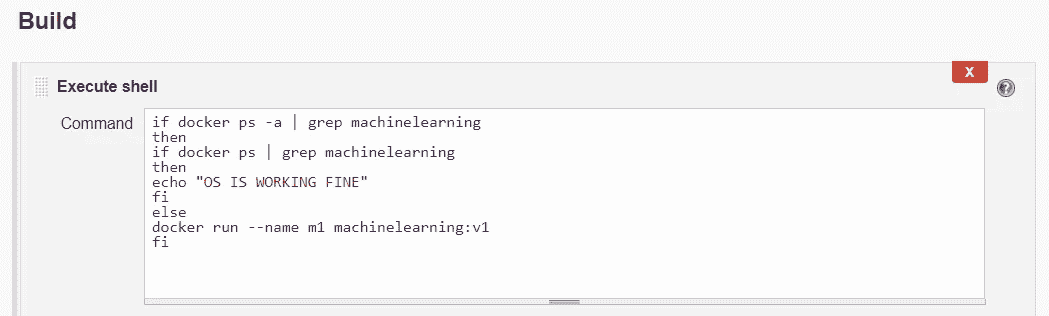 Build
Execute shell
X
Command
if docker ps -a | grep machinelearning
then
if docker ps | grep machinelearning
then
echo "OS IS WORKING FINE"
fi
else
docker run --name m1 machinelearning:v1
fi